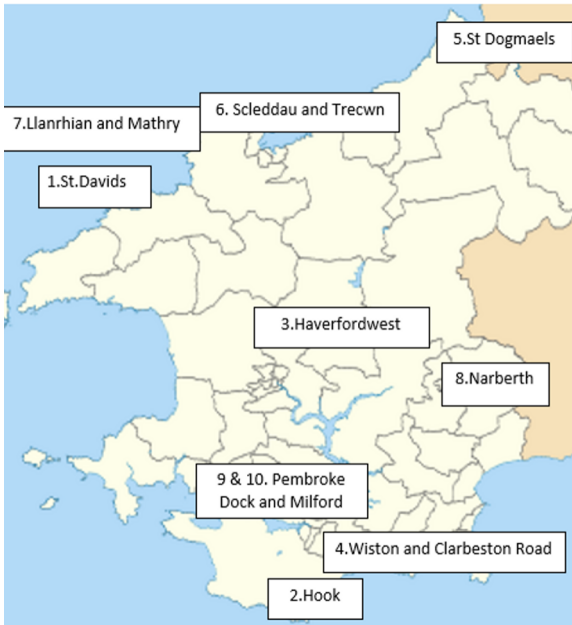 5.St Dogmaels
6. Scleddau and Trecwn
7.Llanrhian and Mathry
1.St.Davids
3.Haverfordwest
8.Narberth
9 & 10. Pembroke
Dock and Milford
4.Wiston and Clarbeston Road
2.Hook